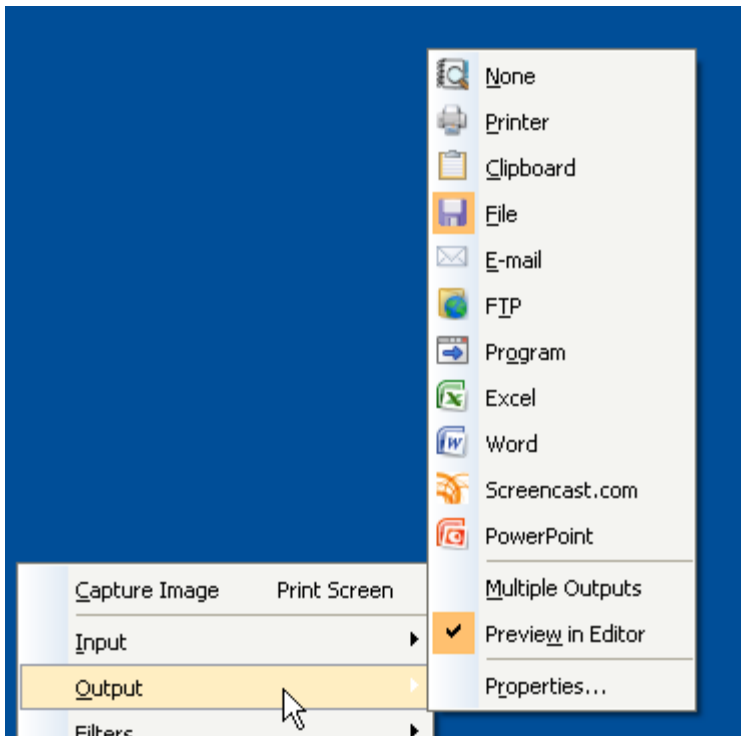 None
Printer
Clipboard
File
E-mail
FTP
Program
Excel
Word
Screencast.com
PowerPoint
Multiple Outputs
Preview in Editor
Properties...
Capture Image Print Screen
Input
Output
Filters